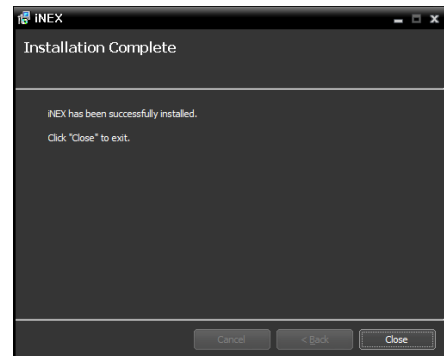 iNEX
Installation Complete
iNEX has been successfully installed.
Click "Close" to exit.
Cancel
< Back
Close